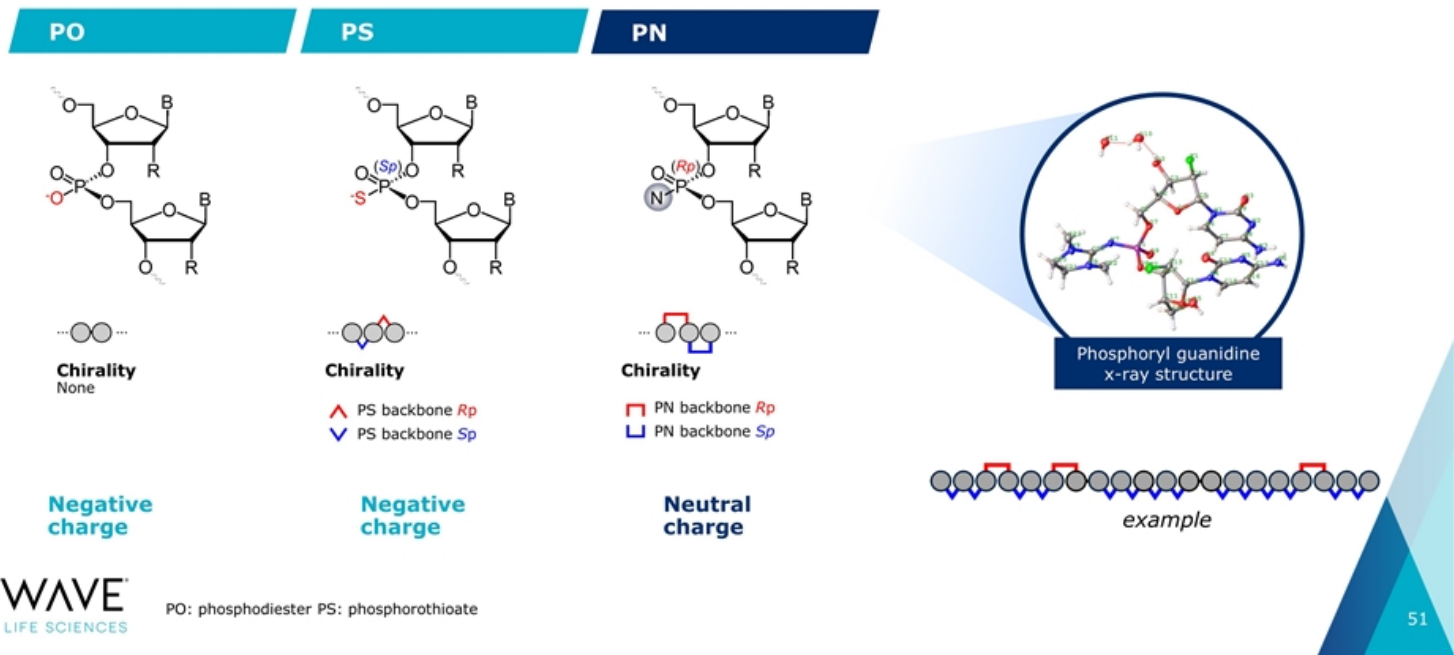 PO
PS
PN
O
O
B
O
R
O
P
-O
O
O
B
O
R
O
O
B
O
R
(Sp)
O
P
-S
O
O
B
O
R
O
O
B
O
R
(Rp)
O
P
N
O
O
B
O
R
Chirality
None
Chirality
PS backbone Rp
PS backbone Sp
Chirality
PN backbone Rp
PN backbone Sp
Negative
charge
Negative
charge
Neutral
charge
Phosphoryl guanidine
x-ray structure
example
WAVE
LIFE SCIENCES
PO: phosphodiester PS: phosphorothioate
51